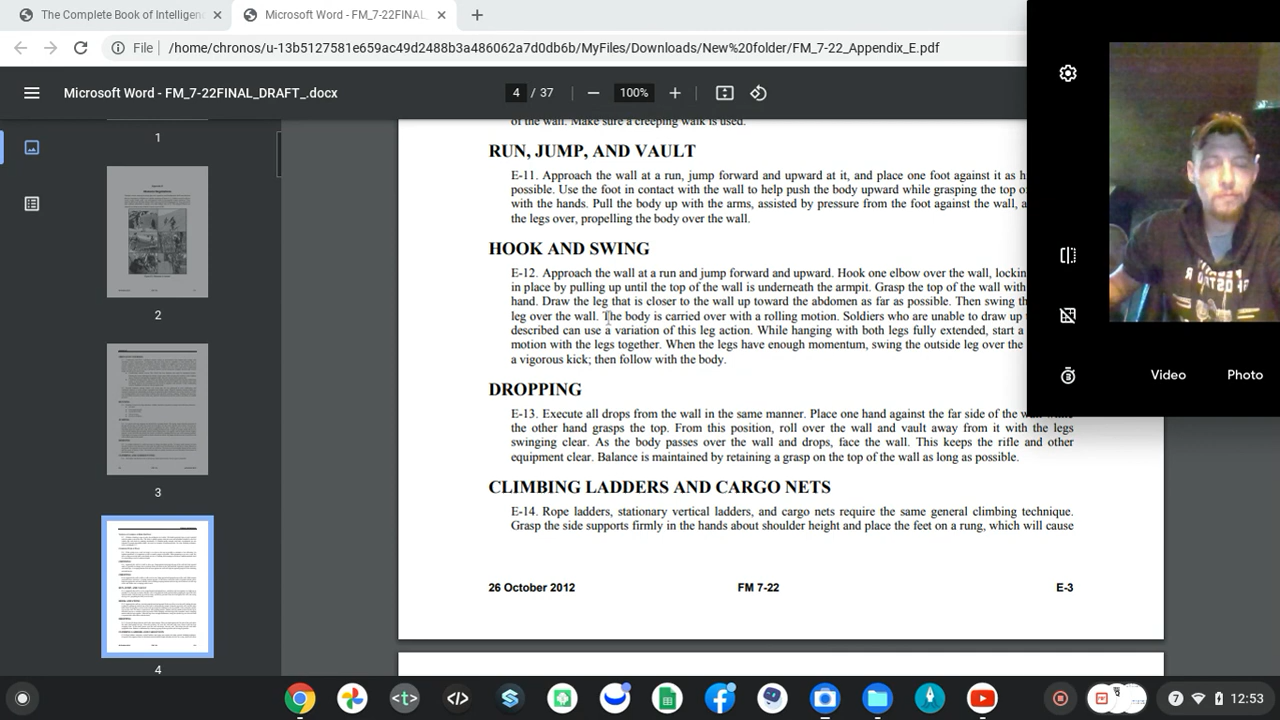 The Complete Book of Intelligen
Microsoft Word - FM_7-22FINAL_
File
/home/chronos/u-13b5127581e659ac49d2488b3a486062a7d0db6b/MyFiles/Downloads/New%20folder/FM_7-22_Appendix_E.pdf
Microsoft Word - FM_7-22FINAL_DRAFT_.docx
4 / 37
100%
1
2
3
4
of the wall. Make sure a creeping walk is used.
RUN, JUMP, AND VAULT
E-11. Approach the wall at a run, jump forward and upward at it, and place one foot against it as h
possible. Use the foot in contact with the wall to help push the body upward while grasping the top of
with the hands. Pull the body up with the arms, assisted by pressure from the foot against the wall, a
the legs over, propelling the body over the wall.
HOOK AND SWING
E-12. Approach the wall at a run and jump forward and upward. Hook one elbow over the wall, lockin
in place by pulling up until the top of the wall is underneath the armpit. Grasp the top of the wall with
hand. Draw the leg that is closer to the wall up toward the abdomen as far as possible. Then swing th
leg over the wall. The body is carried over with a rolling motion. Soldiers who are unable to draw up
described can use a variation of this leg action. While hanging with both legs fully extended, start a
motion with the legs together. When the legs have enough momentum, swing the outside leg over the
a vigorous kick; then follow with the body.
DROPPING
E-13. Execute all drops from the wall in the same manner. Place one hand against the far side of the wall while
the other hand grasps the top. From this position, roll over the wall and vault away from it with the legs
swinging clear. As the body passes over the wall and drops, face the wall. This keeps the rifle and other
equipment clear. Balance is maintained by retaining a grasp on the top of the wall as long as possible.
CLIMBING LADDERS AND CARGO NETS
E-14. Rope ladders, stationary vertical ladders, and cargo nets require the same general climbing technique.
Grasp the side supports firmly in the hands about shoulder height and place the feet on a rung, which will cause
26 October 2012
FM 7-22
E-3
Video
Photo
7
12:53